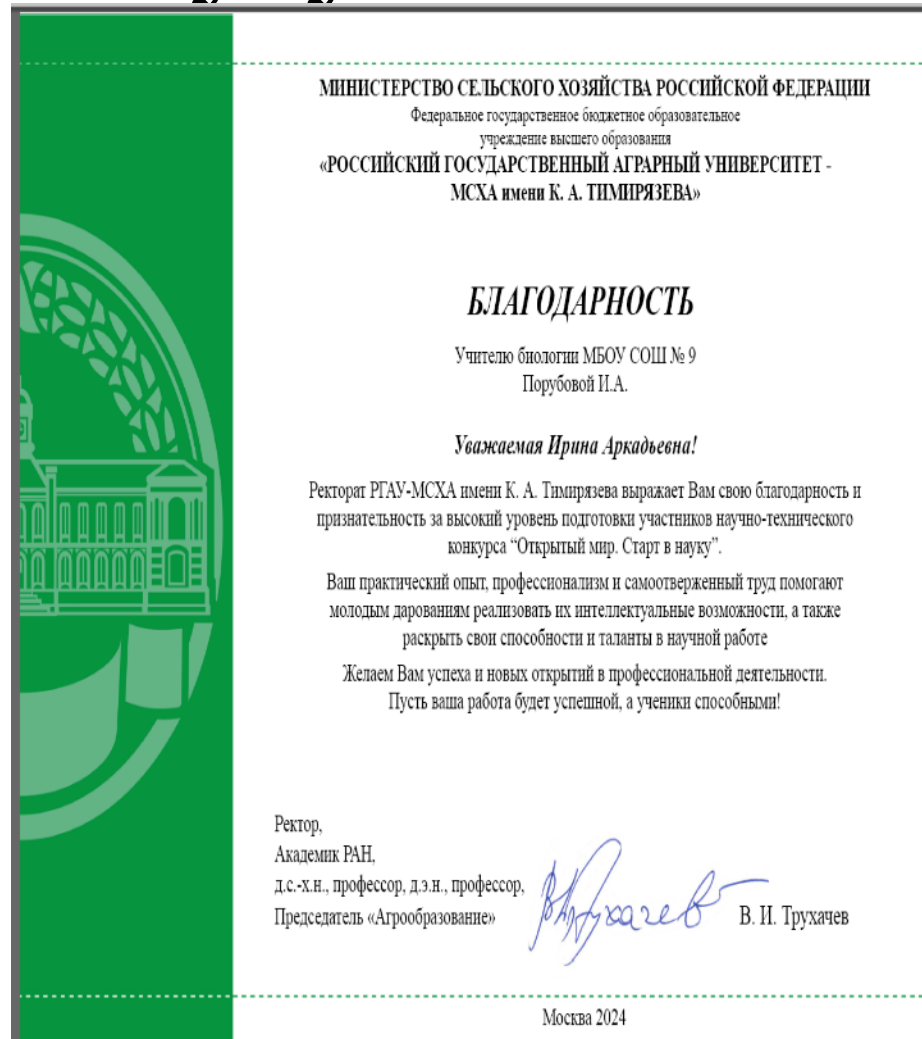 МИНИСТЕРСТВО СЕЛЬСКОГО ХОЗЯЙСТВА РОССИЙСКОЙ ФЕДЕРАЦИИ
Федеральное государственное бюджетное образовательное
учреждение высшего образования
«РОССИЙСКИЙ ГОСУДАРСТВЕННЫЙ АГРАРНЫЙ УНИВЕРСИТЕТ -
МСХА имени К. А. ТИМИРЯЗЕВА»
БЛАГОДАРНОСТЬ
Учителю биологии МБОУ СОШ № 9
Порубовой И.А.
Уважаемая Ирина Аркадьевна!
Ректорат РГАУ-МСХА имени К. А. Тимирязева выражает Вам свою благодарность и
признательность за высокий уровень подготовки участников научно-технического
конкурса “Открытый мир. Старт в науку”.
Ваш практический опыт, профессионализм и самоотверженный труд помогают
молодым дарованиям реализовать их интеллектуальные возможности, а также
раскрыть свои способности и таланты в научной работе
Желаем Вам успеха и новых открытий в профессиональной деятельности.
Пусть ваша работа будет успешной, а ученики способными!
Ректор,
Академик РАН,
д.с.-х.н., профессор, д.э.н., профессор,
Председатель «Агрообразование»
В. И. Трухачев
Москва 2024